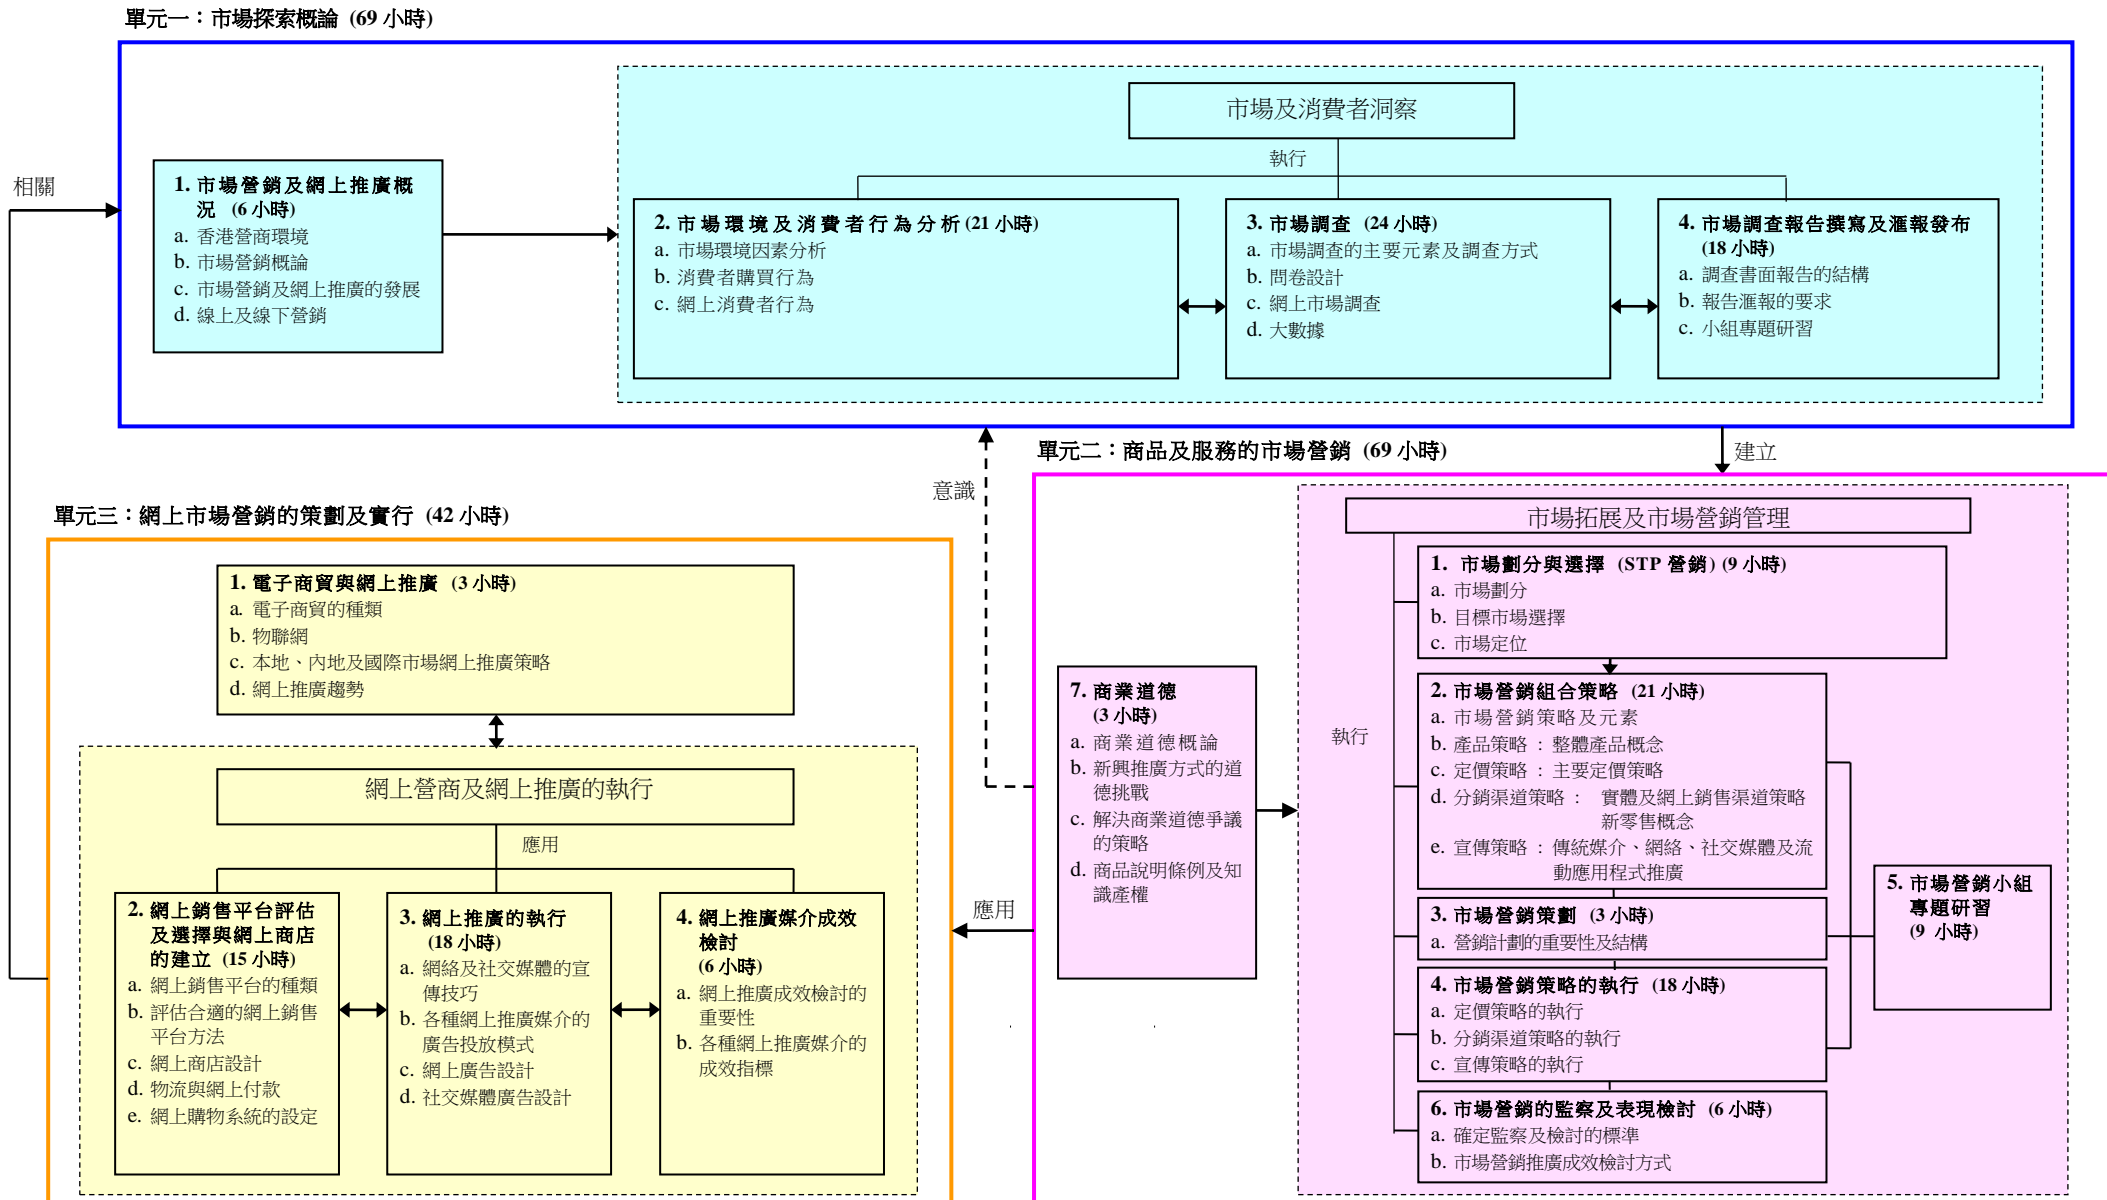 單元一：市場探索概論 (69 小時)
市場及消費者洞察
執行
相關
1. 市場營銷及網上推廣概
況 (6 小時)
a. 香港營商環境
b. 市場營銷概論
c. 市場營銷及網上推廣的發展
d. 線上及線下營銷
2. 市場環境及消費者行為分析 (21 小時)
a. 市場環境因素分析
b. 消費者購買行為
c. 網上消費者行為
3. 市場調查 (24 小時)
a. 市場調查的主要元素及調查方式
b. 問卷設計
c. 網上市場調查
d. 大數據
4. 市場調查報告撰寫及滙報發布
(18 小時)
a. 調查書面報告的結構
b. 報告滙報的要求
c. 小組專題研習
單元二：商品及服務的市場營銷 (69 小時)
建立
意識
市場拓展及市場營銷管理
執行
1. 市場劃分與選擇 (STP 營銷) (9 小時)
a. 市場劃分
b. 目標市場選擇
c. 市場定位
2. 市場營銷組合策略 (21 小時)
a. 市場營銷策略及元素
b. 產品策略 : 整體產品概念
c. 定價策略 : 主要定價策略
d. 分銷渠道策略 : 實體及網上銷售渠道策略
新零售概念
e. 宣傳策略 : 傳統媒介、網絡、社交媒體及流
動應用程式推廣
3. 市場營銷策劃 (3 小時)
a. 營銷計劃的重要性及結構
4. 市場營銷策略的執行 (18 小時)
a. 定價策略的執行
b. 分銷渠道策略的執行
c. 宣傳策略的執行
5. 市場營銷小組
專題研習
(9 小時)
6. 市場營銷的監察及表現檢討 (6 小時)
a. 確定監察及檢討的標準
b. 市場營銷推廣成效檢討方式
7. 商業道德
(3 小時)
a. 商業道德概論
b. 新興推廣方式的道
德挑戰
c. 解決商業道德爭議
的策略
d. 商品說明條例及知
識產權
應用
單元三：網上市場營銷的策劃及實行 (42 小時)
1. 電子商貿與網上推廣 (3 小時)
a. 電子商貿的種類
b. 物聯網
c. 本地、內地及國際市場網上推廣策略
d. 網上推廣趨勢
網上營商及網上推廣的執行
應用
2. 網上銷售平台評估
及選擇與網上商店
的建立 (15 小時)
a. 網上銷售平台的種類
b. 評估合適的網上銷售
平台方法
c. 網上商店設計
d. 物流與網上付款
e. 網上購物系統的設定
3. 網上推廣的執行
(18 小時)
a. 網絡及社交媒體的宣
傳技巧
b. 各種網上推廣媒介的
廣告投放模式
c. 網上廣告設計
d. 社交媒體廣告設計
4. 網上推廣媒介成效
檢討
(6 小時)
a. 網上推廣成效檢討的
重要性
b. 各種網上推廣媒介的
成效指標